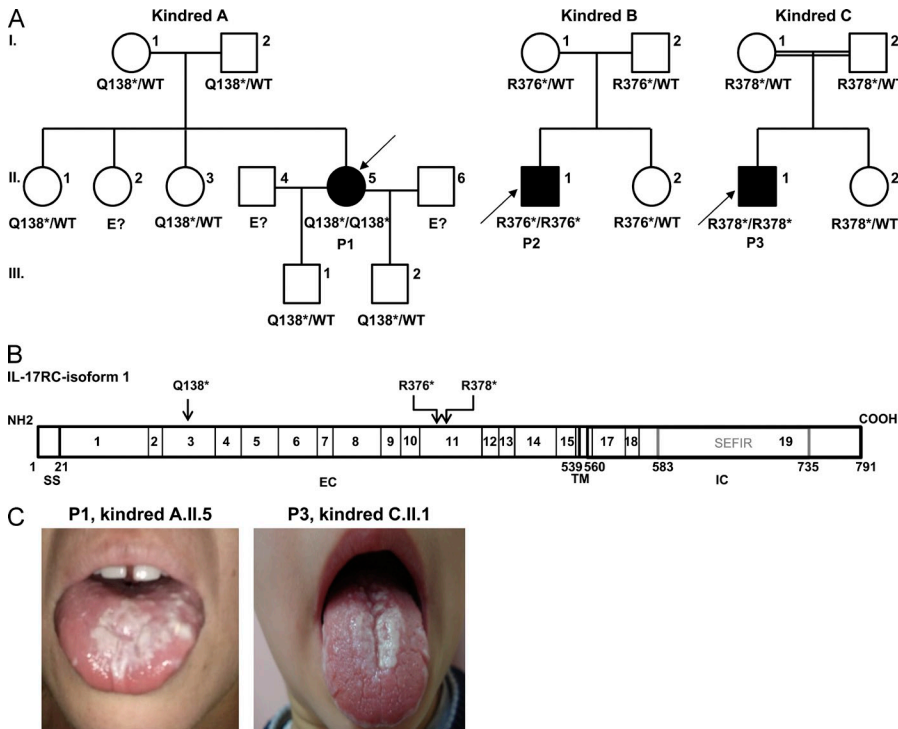 A
Kindred A Kindred B Kindred C
I.
1 2 1 2 1 2
Q138*/WT Q138*/WT R376*/WT R376*/WT R378*/WT R378*/WT
II.
1 2 3 4 5 6 1 2 1 2
Q138*/WT E? Q138*/WT E? Q138*/Q138* E? R376*/R376* R376*/WT R378*/R378* R378*/WT
P1 P2 P3
III.
1 2
Q138*/WT Q138*/WT
B
IL-17RC-isoform 1
Q138* R376* R378*
NH2 COOH
1 2 3 4 5 6 7 8 9 10 11 12 13 14 15 17 18 SEFIR 19
1 21 539 560 583 735 791
SS EC TM IC
C
P1, kindred A.II.5 P3, kindred C.II.1